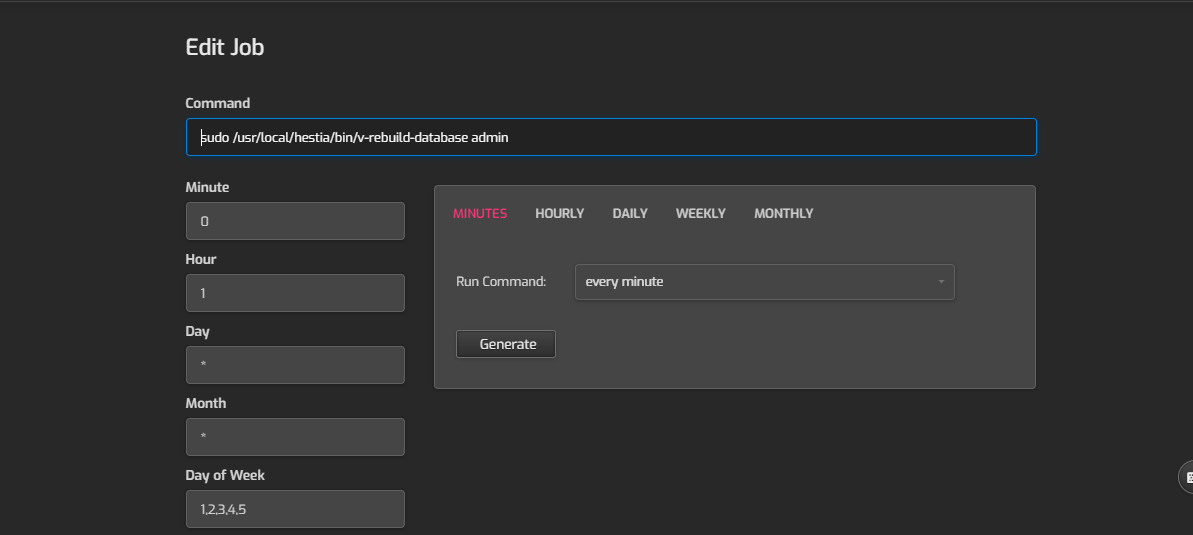 Edit Job
Command
sudo /usr/local/hestia/bin/v-rebuild-database admin
Minute
0
Hour
1
Day
*
Month
*
Day of Week
1,2,3,4,5
MINUTES HOURLY DAILY WEEKLY MONTHLY
Run Command: every minute
Generate